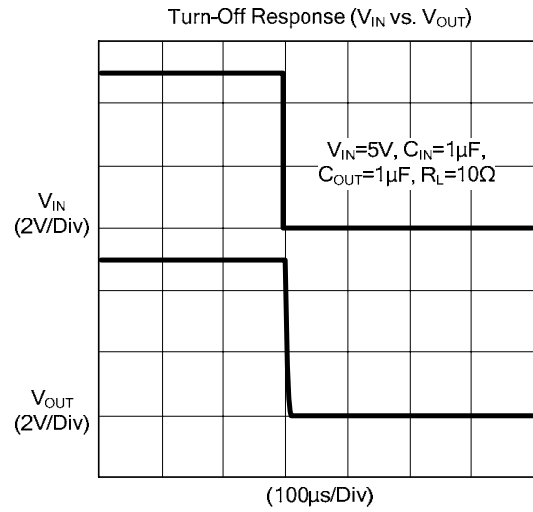 Turn-Off Response (VIN vs. VOUT)
VIN=5V, CIN=1µF,
COUT=1µF, RL=10Ω
VIN
(2V/Div)
VOUT
(2V/Div)
(100µs/Div)